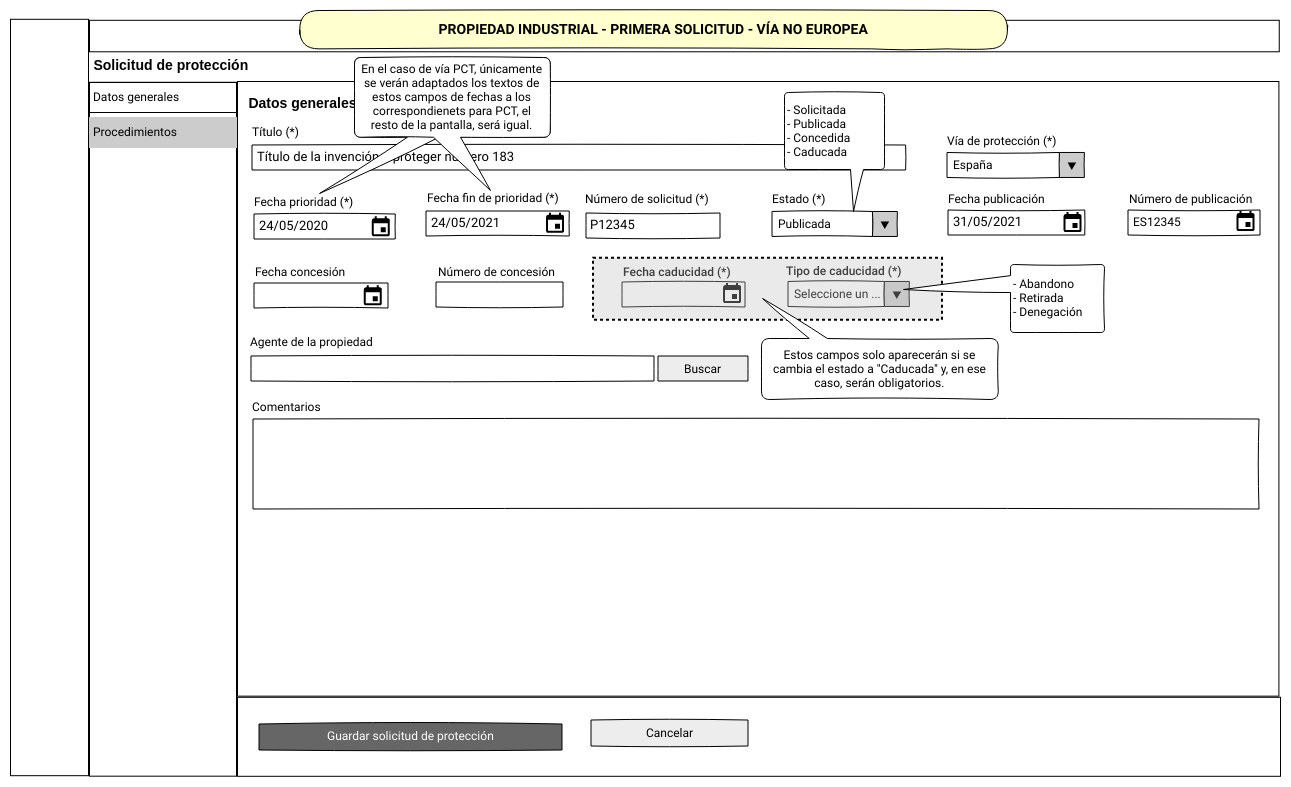 PROPIEDAD INDUSTRIAL - PRIMERA SOLICITUD - VÍA NO EUROPEA
Solicitud de protección
Datos generales
Procedimientos
Datos generales
En el caso de vía PCT, únicamente
se verán adaptados los textos de
estos campos de fechas a los
correspondienets para PCT, el
resto de la pantalla, será igual.
- Solicitada
- Publicada
- Concedida
- Caducada
Título (*)
Título de la invención proteger número 183
Vía de protección (*)
España
Fecha prioridad (*)
24/05/2020
Fecha fin de prioridad (*)
24/05/2021
Número de solicitud (*)
P12345
Estado (*)
Publicada
Fecha publicación
31/05/2021
Número de publicación
ES12345
Fecha concesión
Número de concesión
Fecha caducidad (*)
Tipo de caducidad (*)
Seleccione un ...
- Abandono
- Retirada
- Denegación
Agente de la propiedad
Buscar
Estos campos solo aparecerán si se
cambia el estado a "Caducada" y, en ese
caso, serán obligatorios.
Comentarios
Guardar solicitud de protección
Cancelar